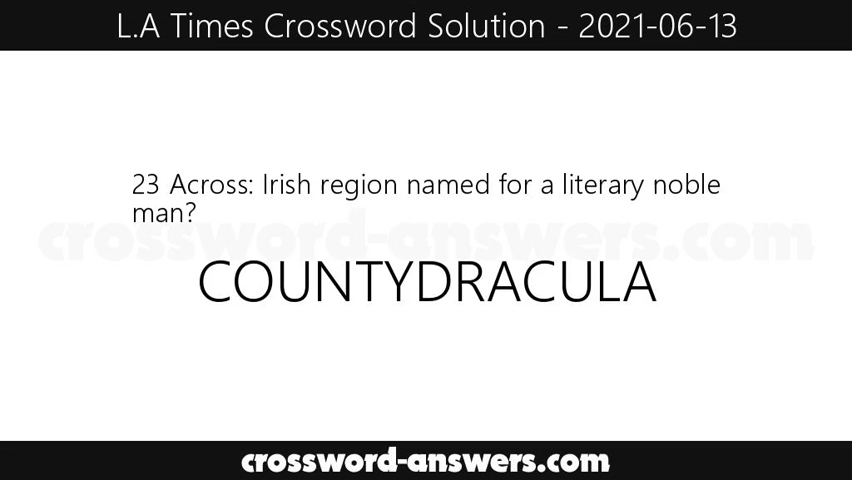 L.A Times Crossword Solution - 2021-06-13
23 Across: Irish region named for a literary noble
man?
crossword-answers.com
COUNTYDRACULA
crossword-answers.com